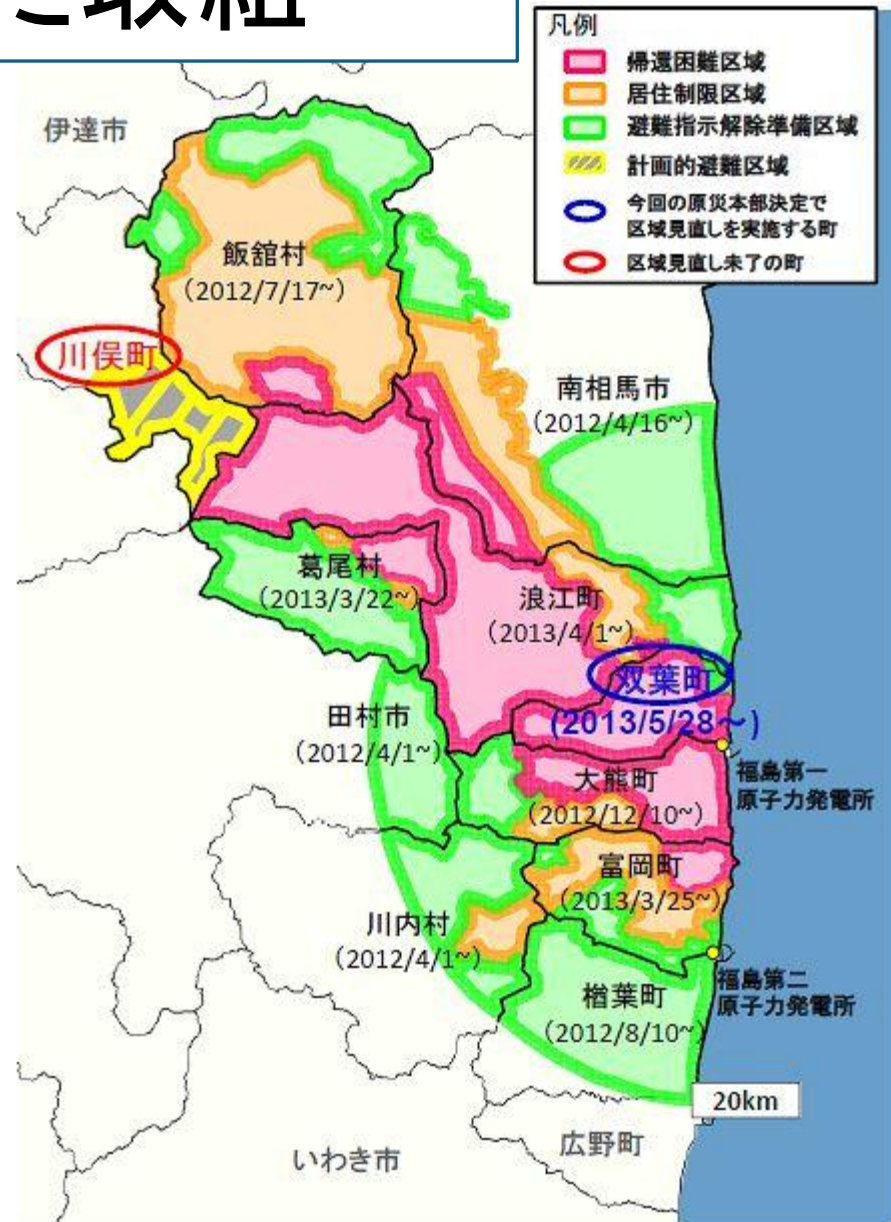 取組
凡例
帰還困難区域
居住制限区域
避難指示解除準備区域
計画的避難区域
今回の原災本部決定で
区域見直しを実施する町
区域見直し未了の町
伊達市
飯舘村
(2012/7/17~)
川俣町
南相馬市
(2012/4/16~)
葛尾村
(2013/3/22~)
浪江町
(2013/4/1~)
双葉町
(2013/5/28~)
田村市
(2012/4/1~)
大熊町
(2012/12/10~)
福島第一
原子力発電所
富岡町
(2013/3/25~)
川内村
(2012/4/1~)
福島第二
原子力発電所
楢葉町
(2012/8/10~)
20km
広野町
いわき市